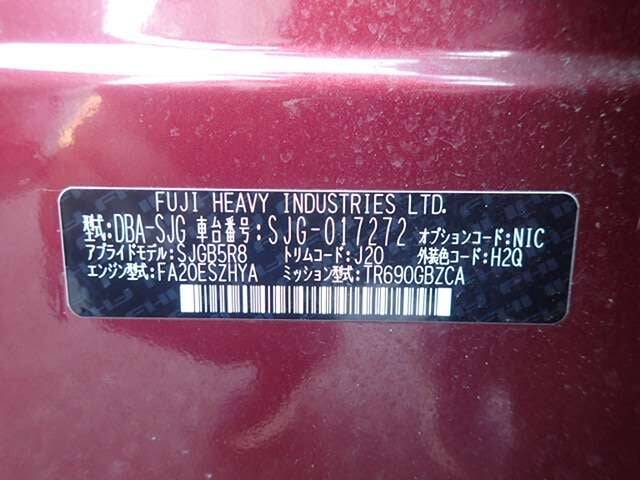 FUJI HEAVY INDUSTRIES LTD.
型式:DBA-SJG 車台番号:SJG-017272 オプションコード:NIC
アプライドモデル:SJGB5R8 トリムコード:J20 外装色コード:H2Q
エンジン型式:FA20ESZHYA ミッション型式:TR690GBZCA